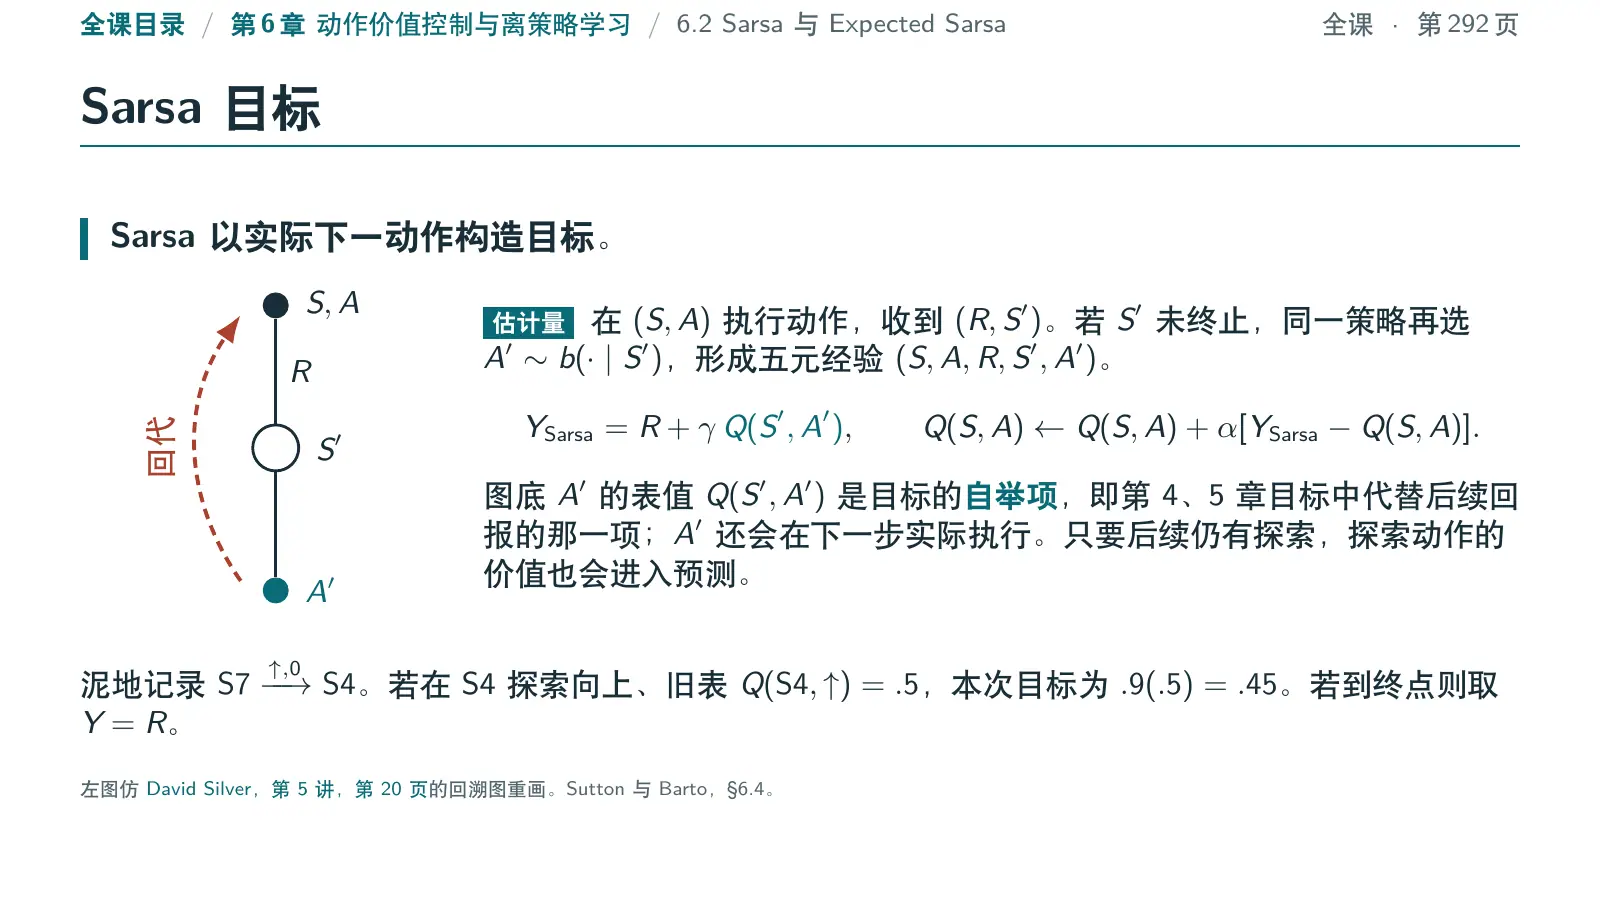 全课目录 / 第 6 章 动作价值控制与离策略学习 / 6.2 Sarsa 与 Expected Sarsa 全课 · 第 292 页
Sarsa 目标
Sarsa 以实际下一动作构造目标。
S, A
R
S′
A′
回代
估计量 在 (S, A) 执行动作，收到 (R, S′)。若 S′ 未终止，同一策略再选
A′ ∼ b(· | S′)，形成五元经验 (S, A, R, S′, A′)。
Y_Sarsa = R + γ Q(S′, A′), Q(S, A) ← Q(S, A) + α[Y_Sarsa − Q(S, A)].
图底 A′ 的表值 Q(S′, A′) 是目标的自举项，即第 4、5 章目标中代替后续回
报的那一项；A′ 还会在下一步实际执行。只要后续仍有探索，探索动作的
价值也会进入预测。
泥地记录 S7 —↑,0→ S4。若在 S4 探索向上、旧表 Q(S4, ↑) = .5，本次目标为 .9(.5) = .45。若到终点则取
Y = R。
左图仿 David Silver，第 5 讲，第 20 页的回溯图重画。Sutton 与 Barto，§6.4。